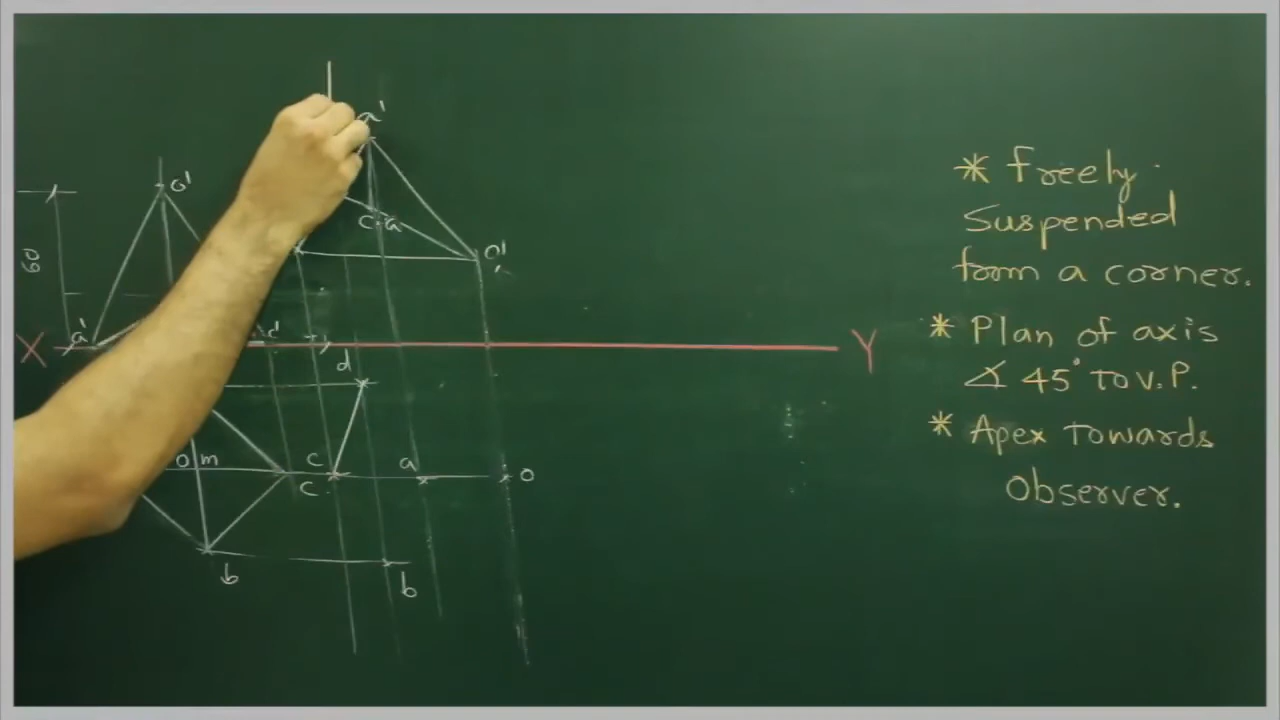 a'
o'
c.g
o'
60
X
a'
d'
Y
d
o m
c
a
o
c
b
b
* freely
Suspended
form a corner.
* Plan of axis
∡ 45° to V.P.
* Apex Towards
Observer.